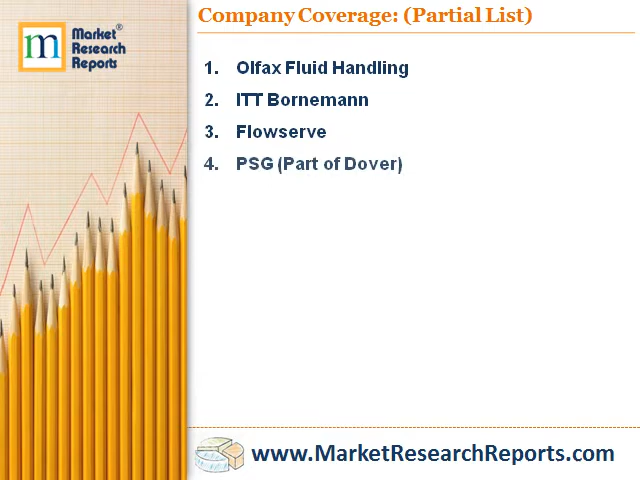 Company Coverage: (Partial List)
m
Market®
Research
Reports
1. Olfax Fluid Handling
2. ITT Bornemann
3. Flowserve
4. PSG (Part of Dover)
www.MarketResearchReports.com